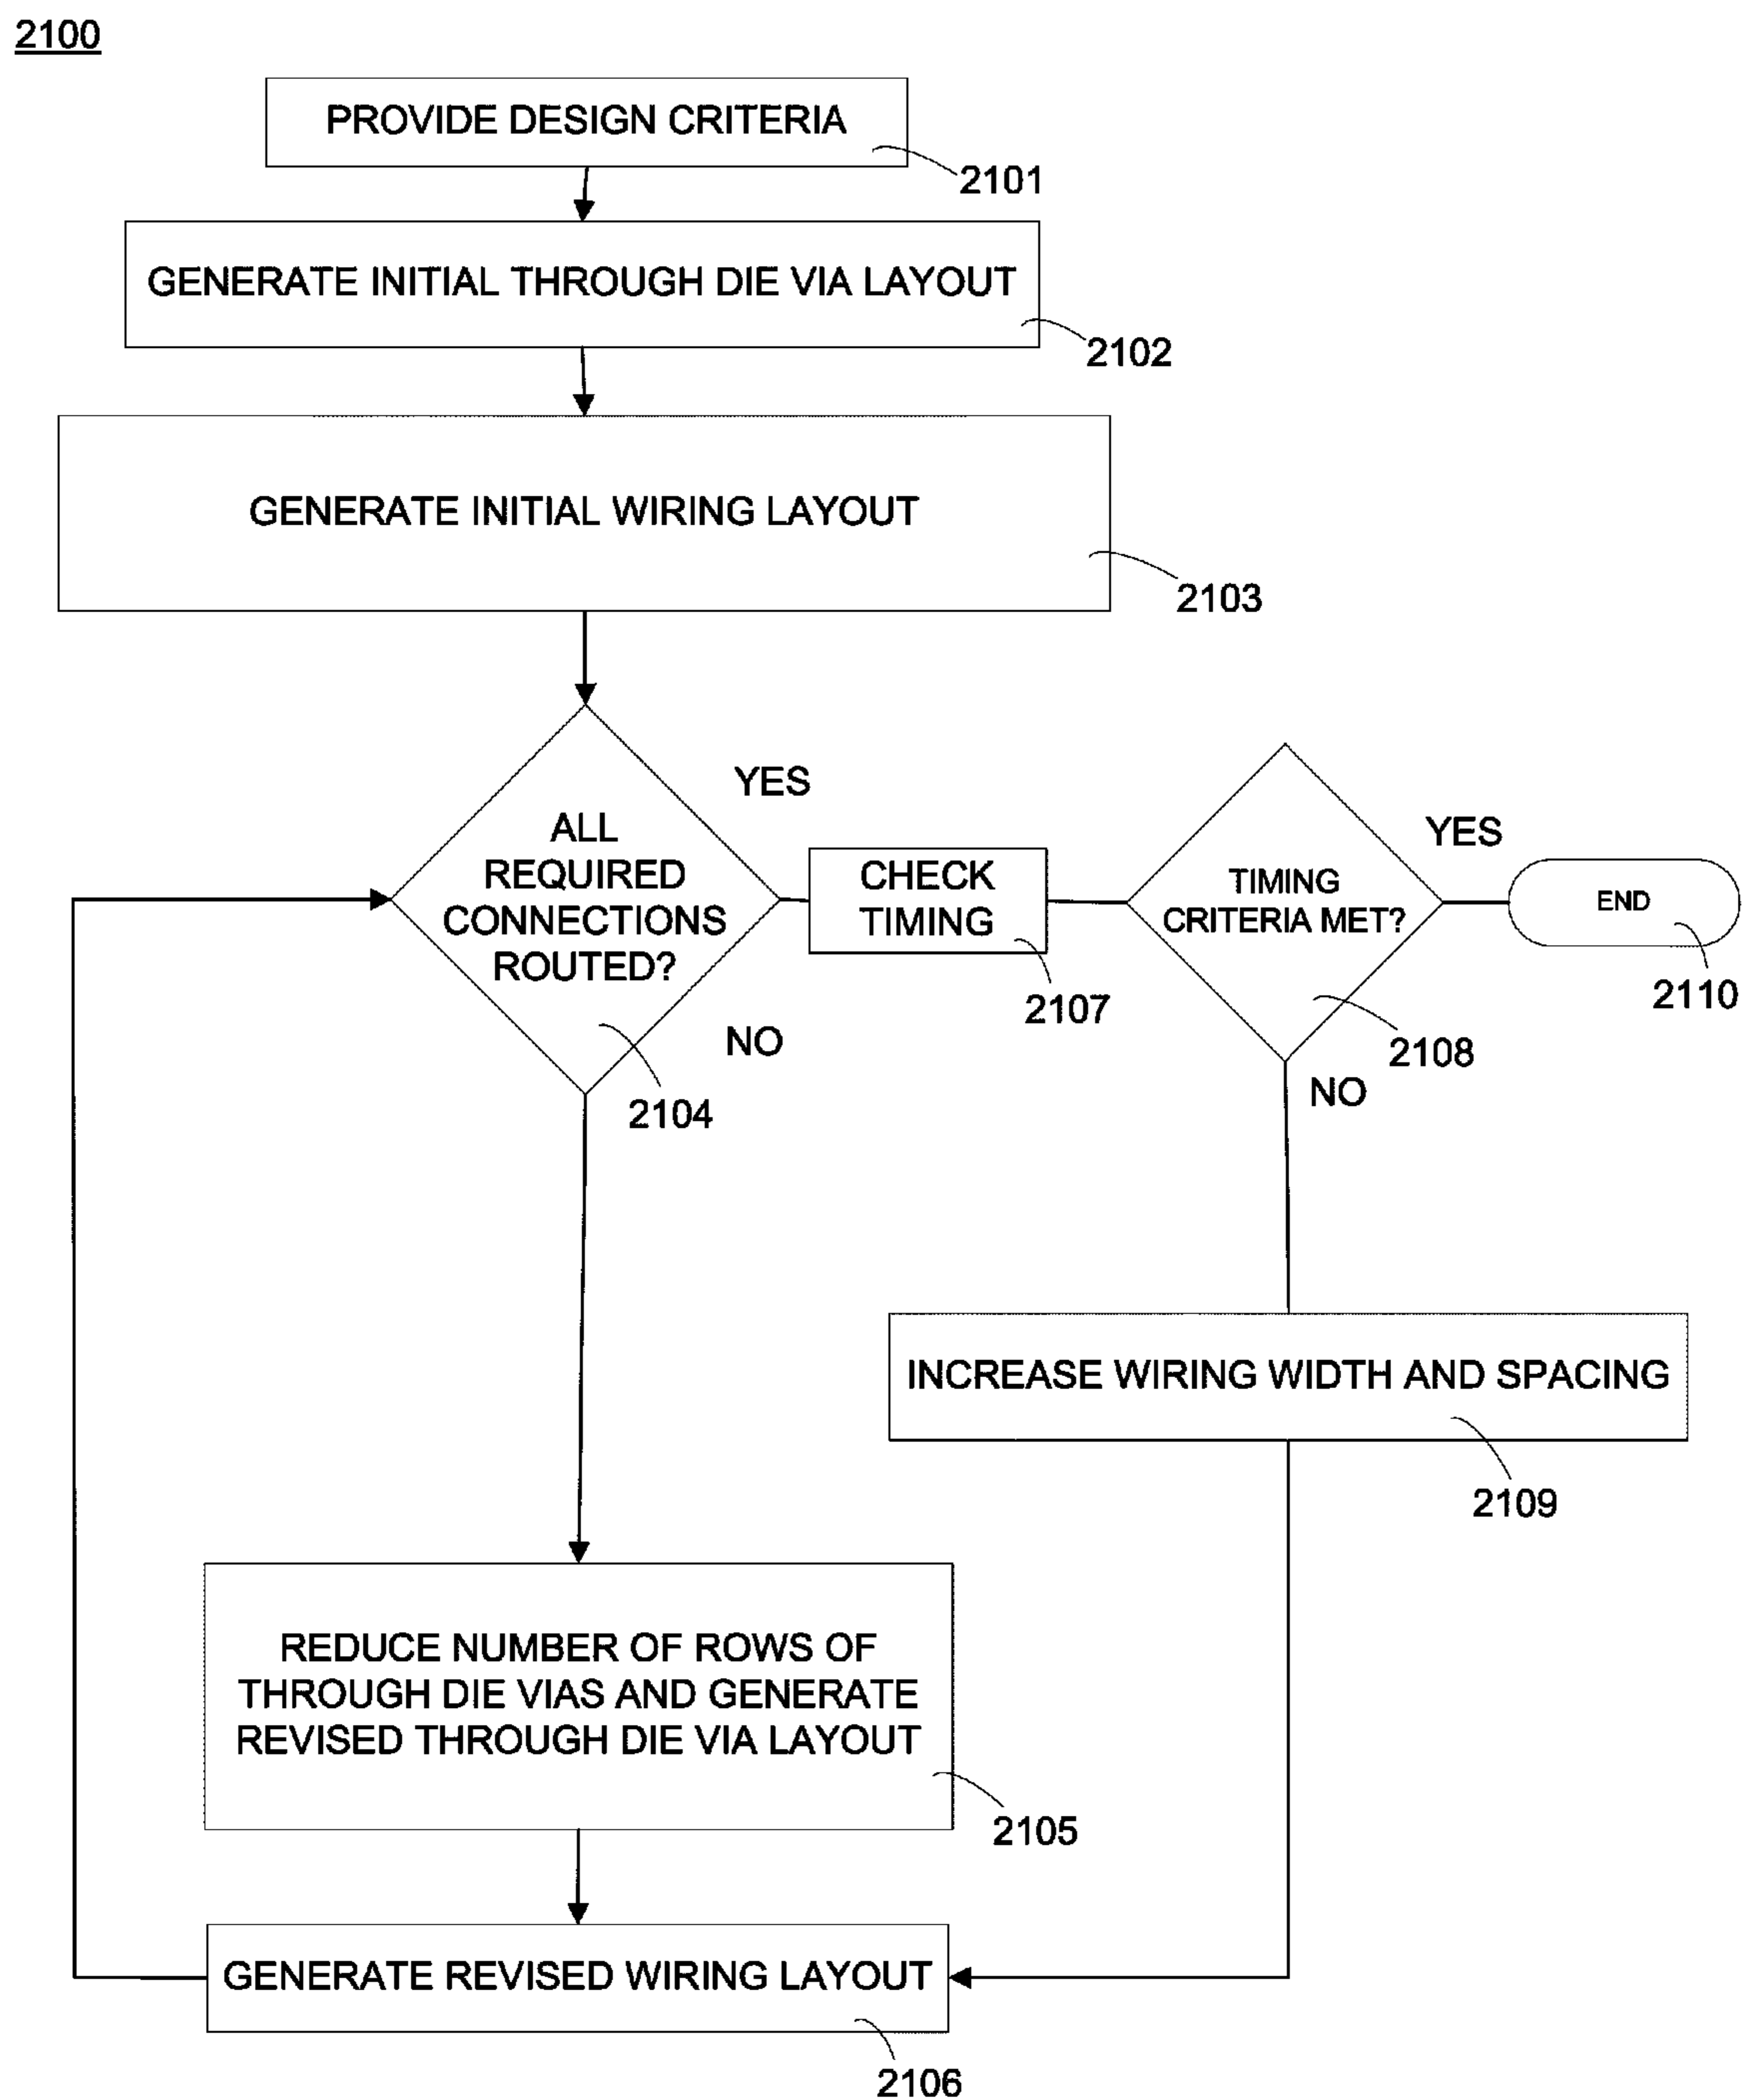 2100
PROVIDE DESIGN CRITERIA
2101
GENERATE INITIAL THROUGH DIE VIA LAYOUT
2102
GENERATE INITIAL WIRING LAYOUT
2103
YES
ALL
REQUIRED
CONNECTIONS
ROUTED?
2104
NO
CHECK
TIMING
2107
TIMING
CRITERIA MET?
2108
YES
END
2110
NO
INCREASE WIRING WIDTH AND SPACING
2109
REDUCE NUMBER OF ROWS OF
THROUGH DIE VIAS AND GENERATE
REVISED THROUGH DIE VIA LAYOUT
2105
GENERATE REVISED WIRING LAYOUT
2106